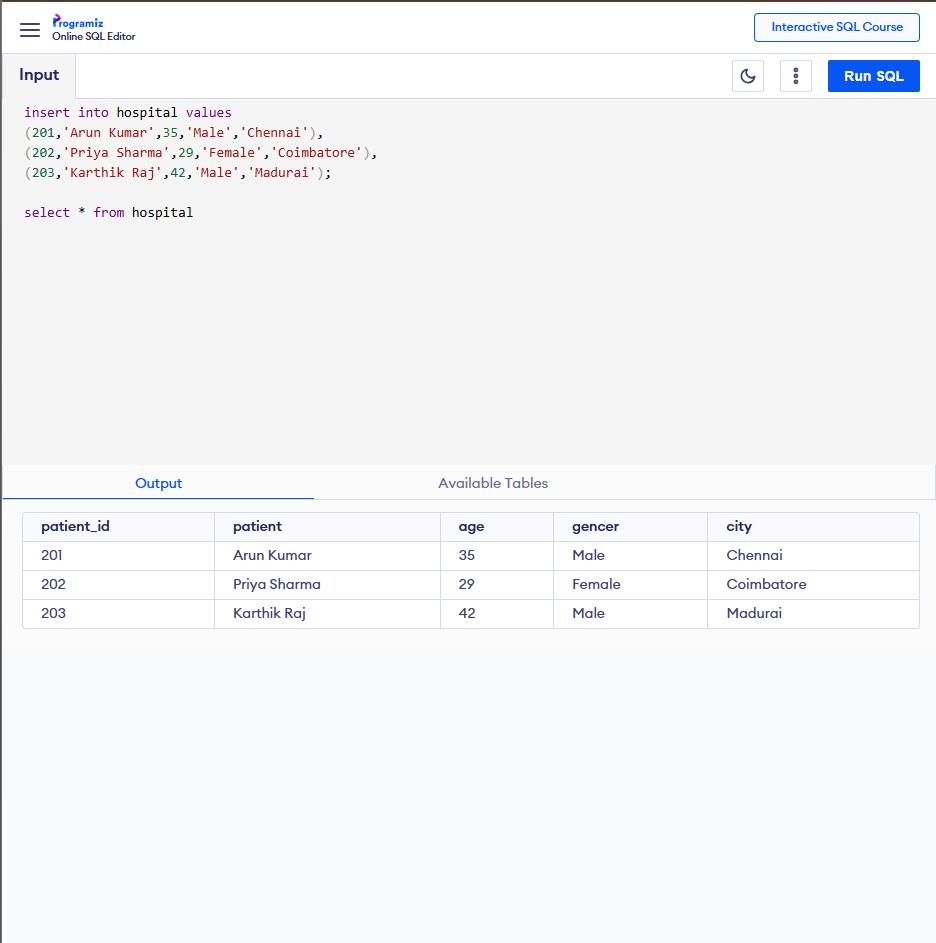 Programiz
Online SQL Editor
Interactive SQL Course
Input
Run SQL
insert into hospital values
(201,'Arun Kumar',35,'Male','Chennai'),
(202,'Priya Sharma',29,'Female','Coimbatore'),
(203,'Karthik Raj',42,'Male','Madurai');
select * from hospital
Output Available Tables
patient_id patient age gencer city
201 Arun Kumar 35 Male Chennai
202 Priya Sharma 29 Female Coimbatore
203 Karthik Raj 42 Male Madurai